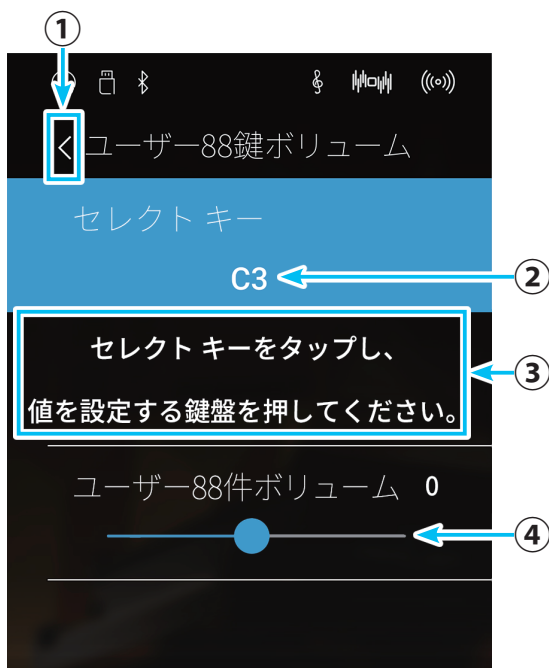 ①
ユーザー88鍵ボリューム
セレクト キー
C3
②
セレクト キーをタップし、
③
値を設定する鍵盤を押してください。
ユーザー88件ボリューム 0
④